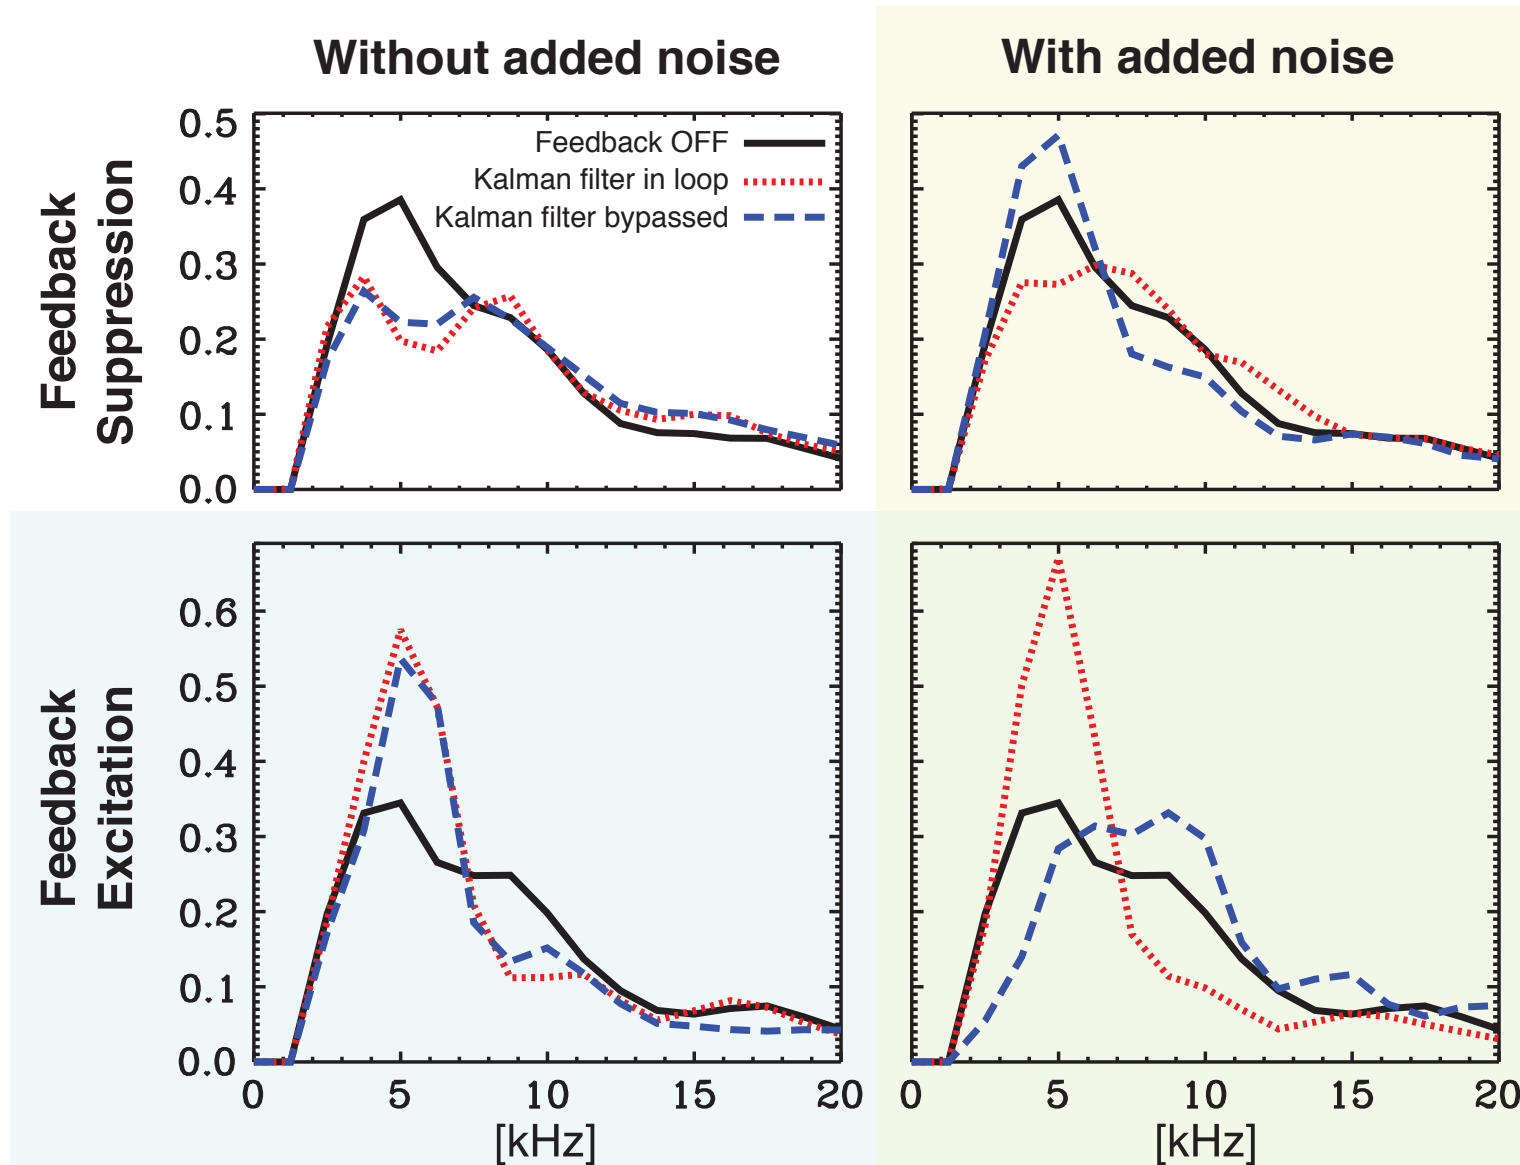 Without added noise
With added noise
Feedback
Suppression
0.5
0.4
0.3
0.2
0.1
0.0
Feedback OFF
Kalman filter in loop
Kalman filter bypassed
Feedback
Excitation
0.6
0.5
0.4
0.3
0.2
0.1
0.0
0 5 10 15 20
0 5 10 15 20
[kHz]
[kHz]